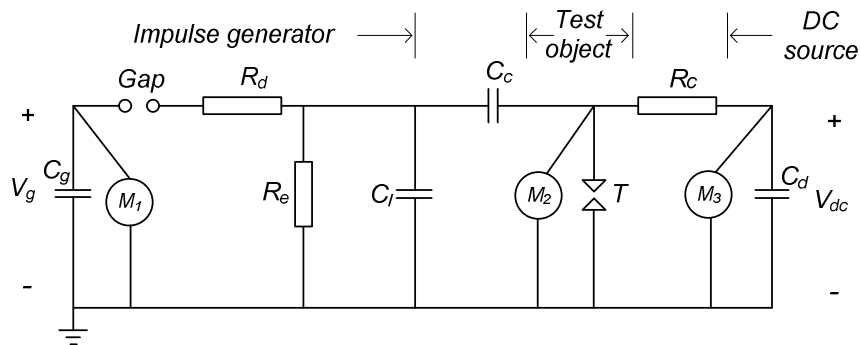 Impulse generator
Test
object
DC
source
Gap
R_d
C_c
R_c
+
+
V_g
C_g
M_1
R_e
C_l
M_2
T
M_3
C_d
V_dc
-
-